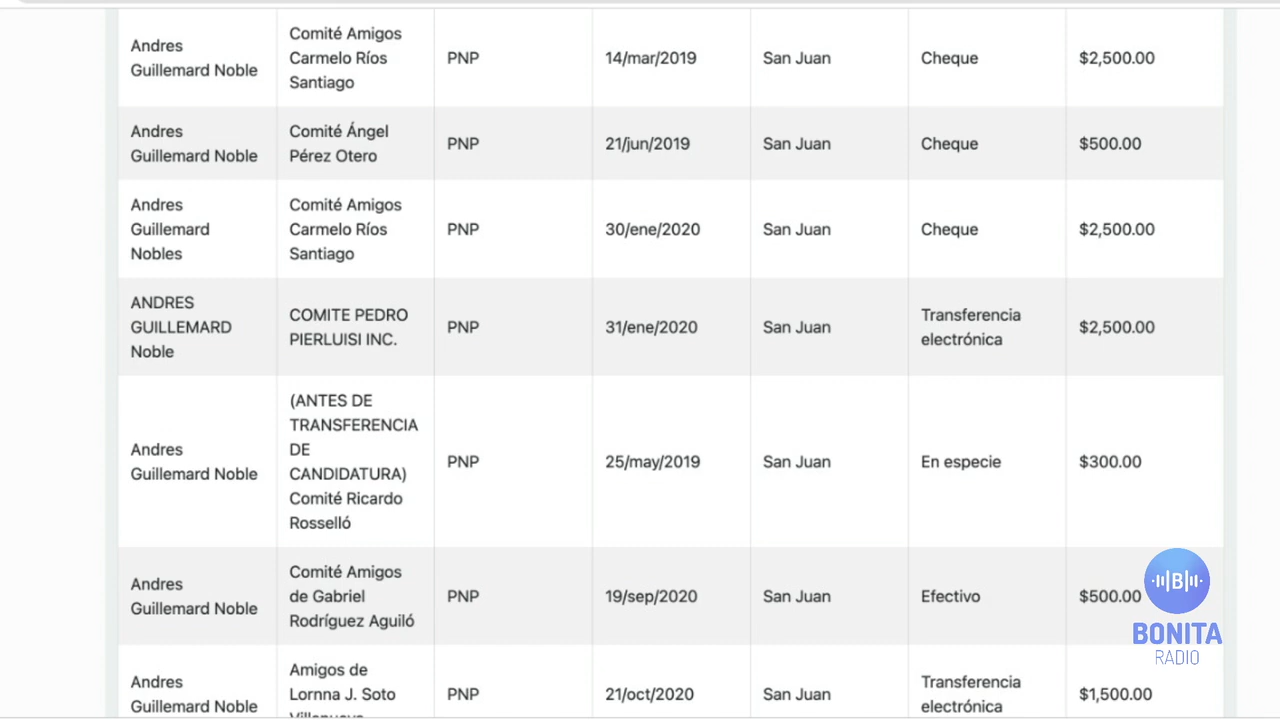 Andres
Guillemard Noble
Comité Amigos
Carmelo Ríos
Santiago
PNP
14/mar/2019
San Juan
Cheque
$2,500.00
Andres
Guillemard Noble
Comité Ángel
Pérez Otero
PNP
21/jun/2019
San Juan
Cheque
$500.00
Andres
Guillemard
Nobles
Comité Amigos
Carmelo Ríos
Santiago
PNP
30/ene/2020
San Juan
Cheque
$2,500.00
ANDRES
GUILLEMARD
Noble
COMITE PEDRO
PIERLUISI INC.
PNP
31/ene/2020
San Juan
Transferencia
electrónica
$2,500.00
Andres
Guillemard Noble
(ANTES DE
TRANSFERENCIA
DE
CANDIDATURA)
Comité Ricardo
Rosselló
PNP
25/may/2019
San Juan
En especie
$300.00
Andres
Guillemard Noble
Comité Amigos
de Gabriel
Rodríguez Aguiló
PNP
19/sep/2020
San Juan
Efectivo
$500.00
Andres
Guillemard Noble
Amigos de
Lornna J. Soto
PNP
21/oct/2020
San Juan
Transferencia
electrónica
$1,500.00
B
BONITA
RADIO